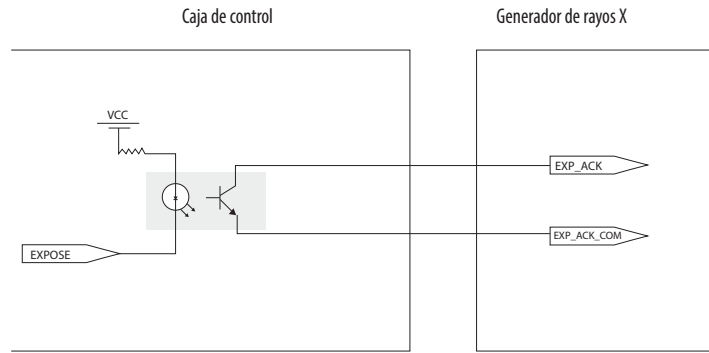 Caja de control
Generador de rayos X
VCC
EXP_ACK
EXP_ACK_COM
EXPOSE